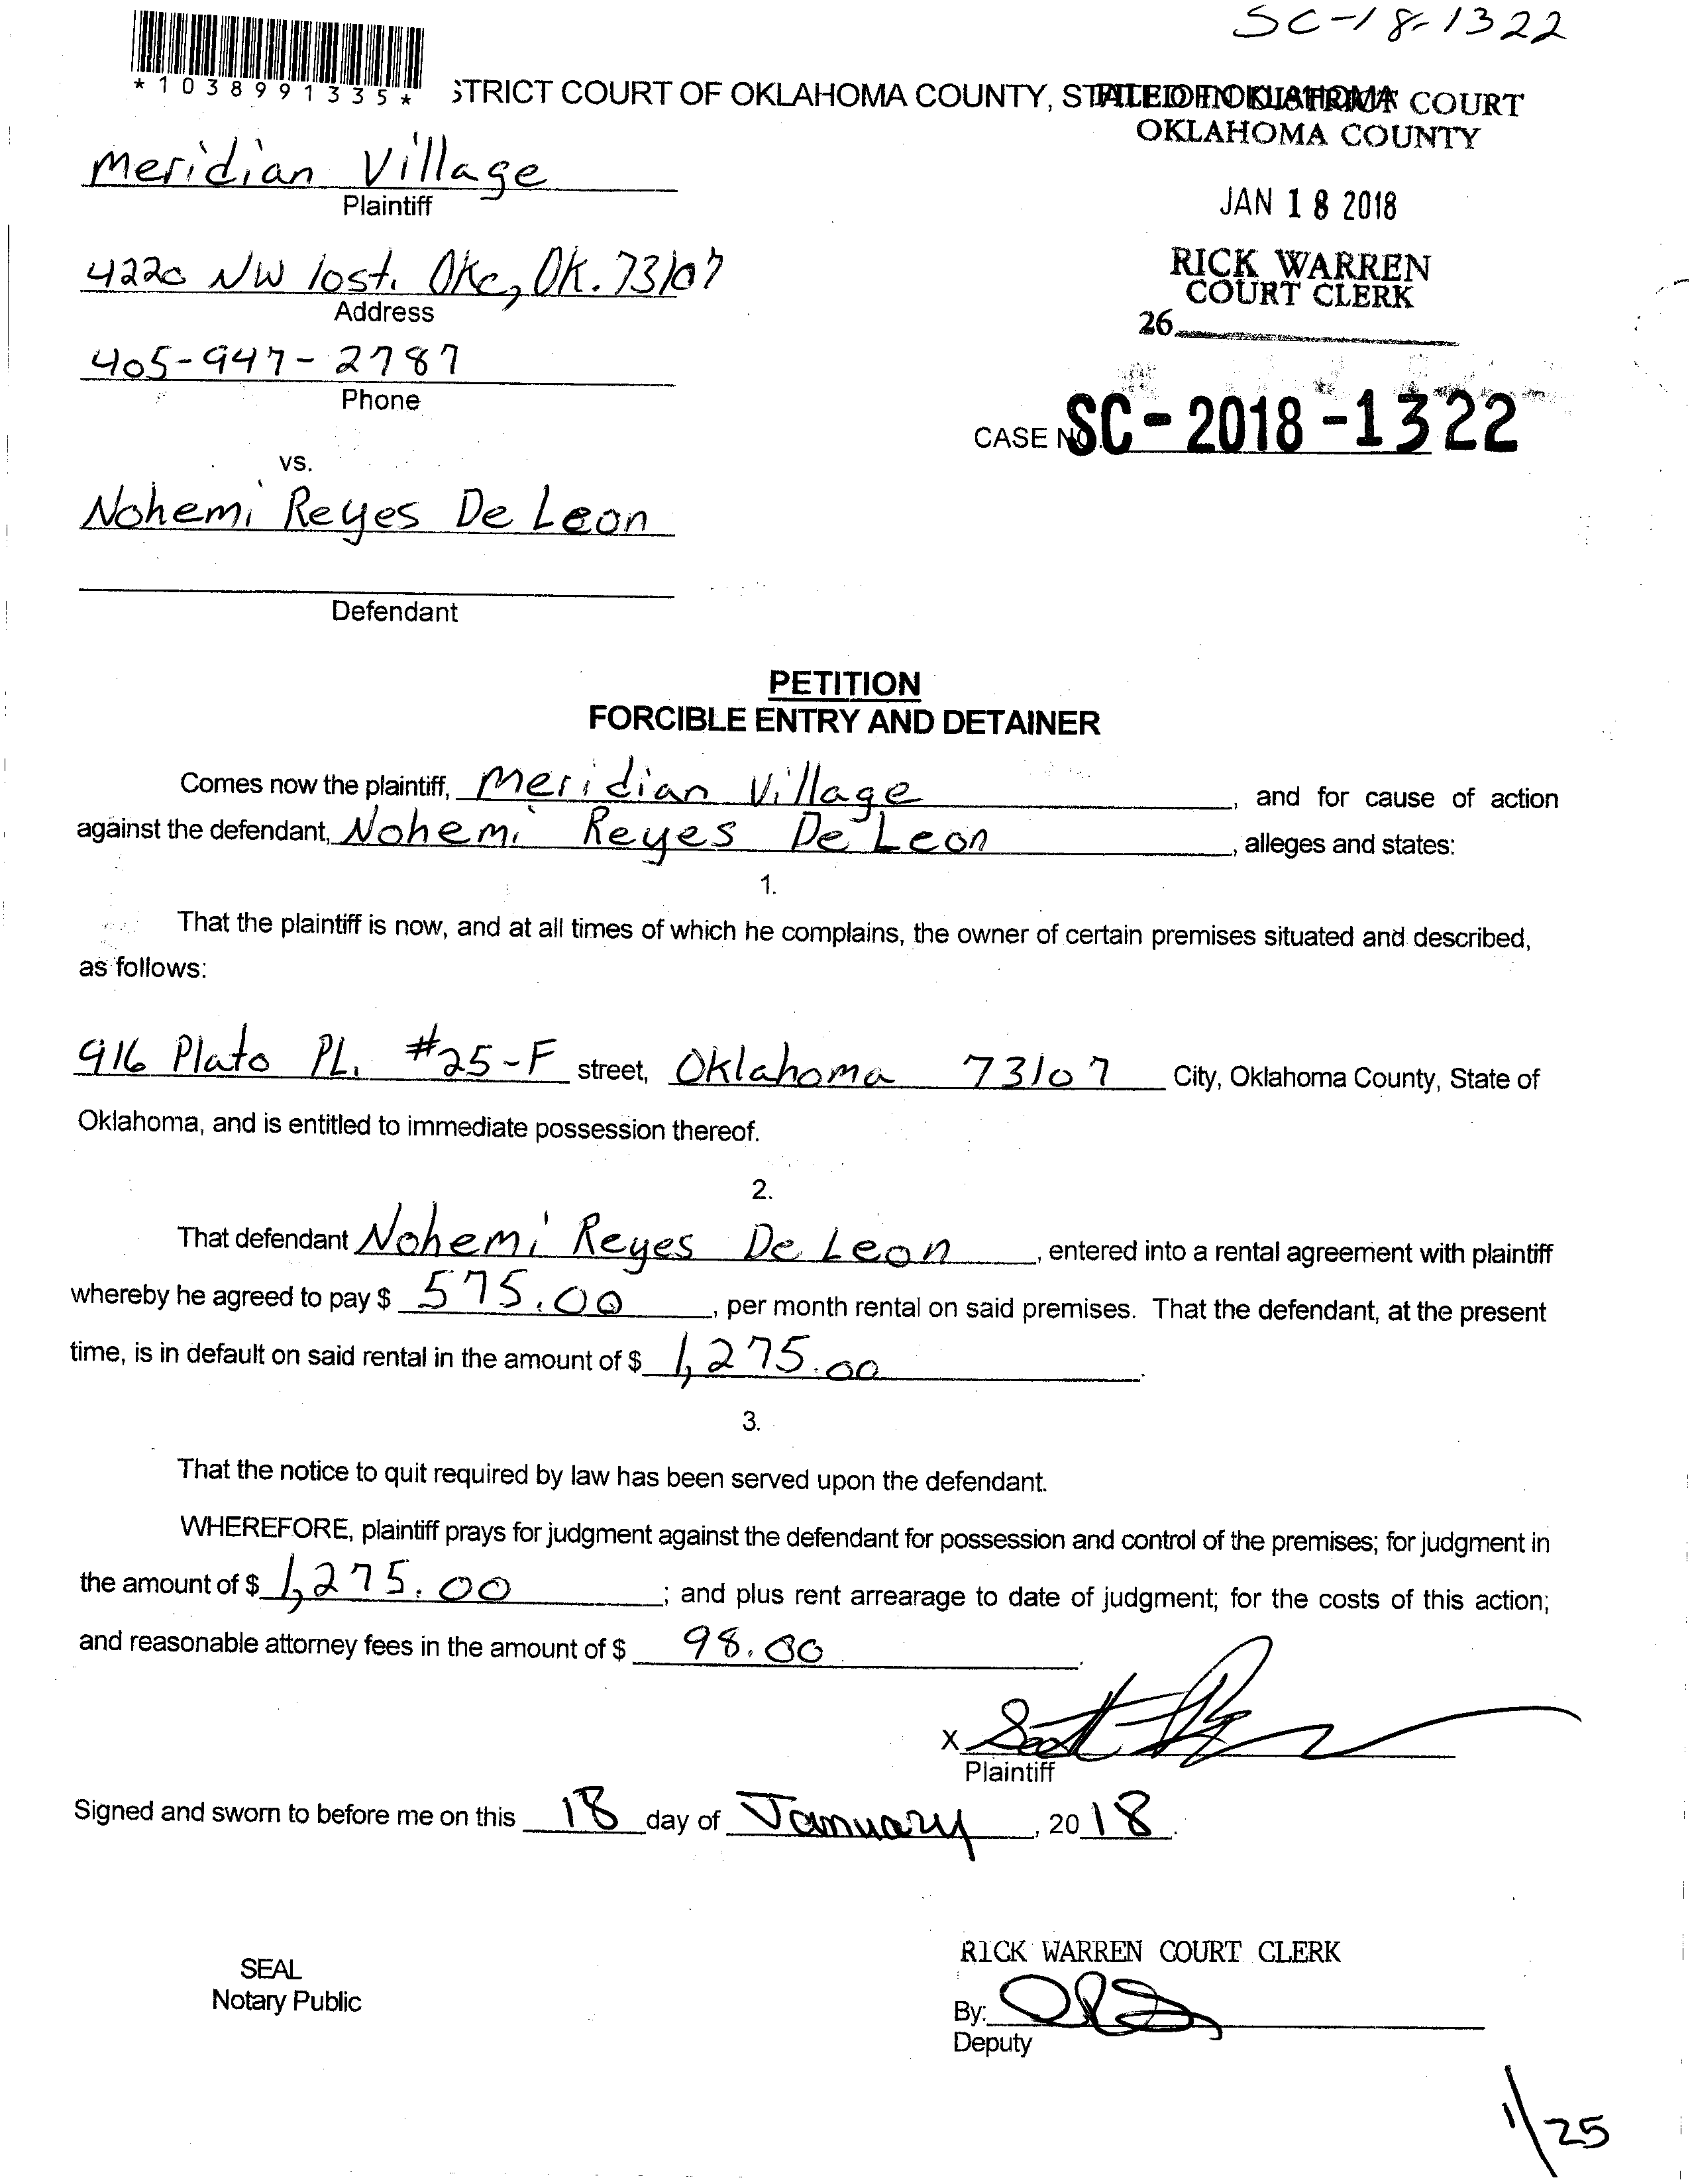 SC-18-1322
*1038991335*
STRICT COURT OF OKLAHOMA COUNTY, STATE OF OKLAHOMA
FILED IN DISTRICT COURT
OKLAHOMA COUNTY
JAN 18 2018
RICK WARREN
COURT CLERK
26
Meridian Village
Plaintiff
4220 NW 10st. Okc, OK. 73107
Address
405-947-2787
Phone
CASE NO. SC-2018-1322
vs.
Nohemi Reyes De Leon
Defendant
PETITION
FORCIBLE ENTRY AND DETAINER
Comes now the plaintiff, Meridian Village, and for cause of action
against the defendant, Nohemi Reyes De Leon, alleges and states:
1.
That the plaintiff is now, and at all times of which he complains, the owner of certain premises situated and described,
as follows:
916 Plato PL. #25-F street, Oklahoma 73107 City, Oklahoma County, State of
Oklahoma, and is entitled to immediate possession thereof.
2.
That defendant Nohemi Reyes De Leon, entered into a rental agreement with plaintiff
whereby he agreed to pay $ 575.00, per month rental on said premises. That the defendant, at the present
time, is in default on said rental in the amount of $ 1,275.00.
3.
That the notice to quit required by law has been served upon the defendant.
WHEREFORE, plaintiff prays for judgment against the defendant for possession and control of the premises; for judgment in
the amount of $ 1,275.00; and plus rent arrearage to date of judgment; for the costs of this action;
and reasonable attorney fees in the amount of $ 98.00.
X
Plaintiff
Signed and sworn to before me on this 18 day of January, 2018.
SEAL
Notary Public
RICK WARREN COURT CLERK
By:
Deputy
1/25